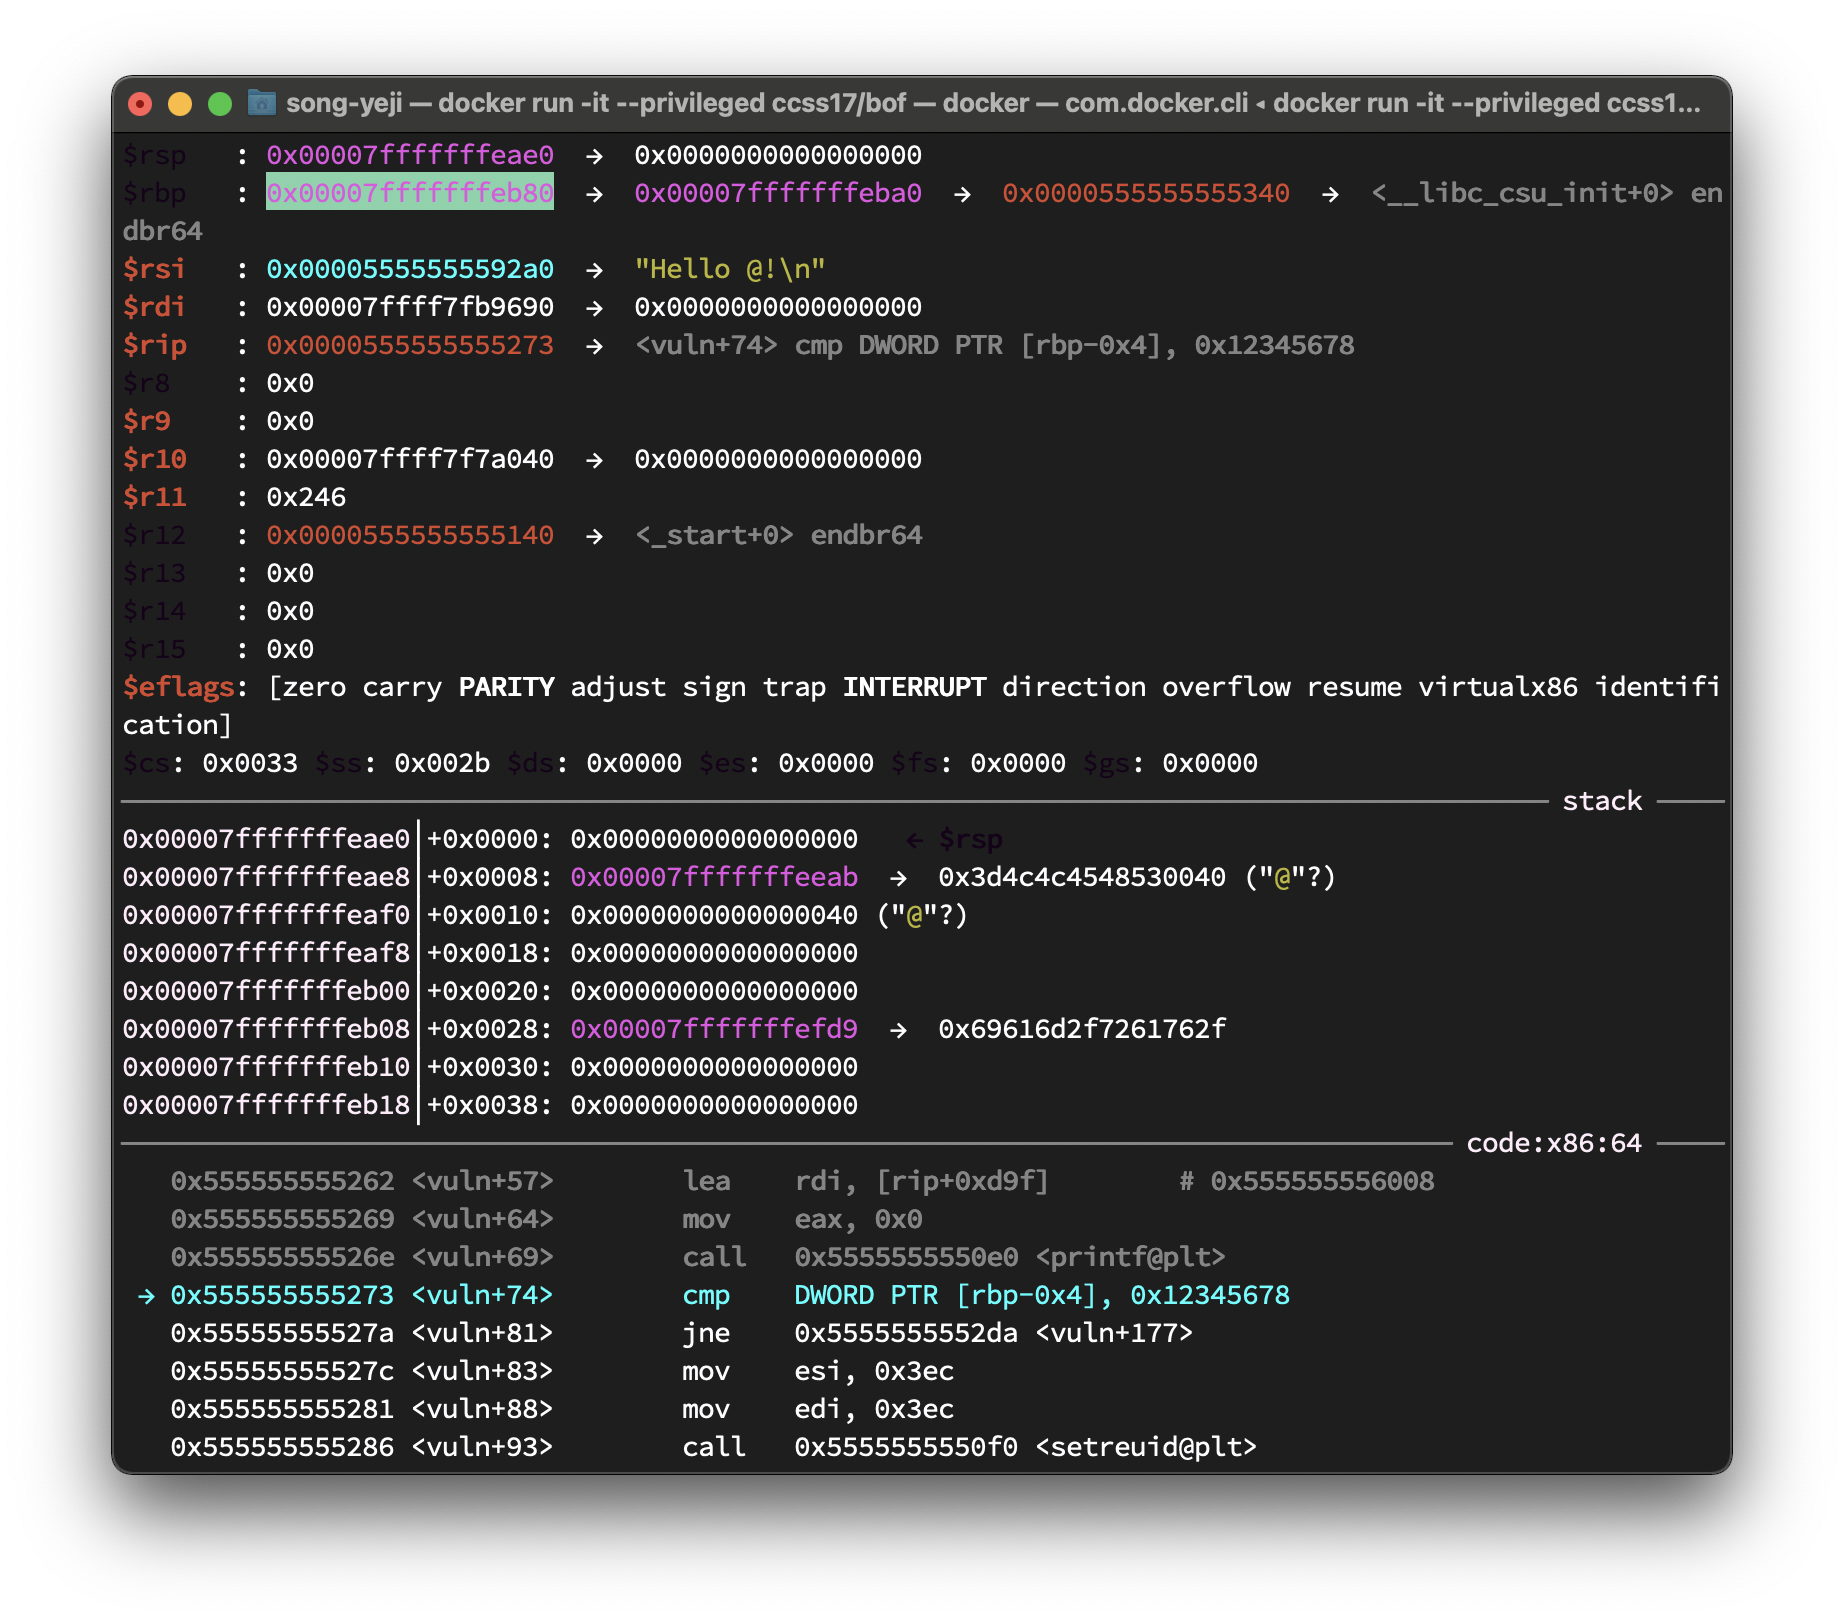 song-yeji — docker run -it --privileged ccss17/bof — docker — com.docker.cli ◂ docker run -it --privileged ccss1...
$rsp   : 0x00007fffffffeae0  →  0x0000000000000000
$rbp   : 0x00007fffffffeb80  →  0x00007fffffffeba0  →  0x0000555555555340  →  <__libc_csu_init+0> en
dbr64
$rsi   : 0x00005555555592a0  →  "Hello @!\n"
$rdi   : 0x00007ffff7fb9690  →  0x0000000000000000
$rip   : 0x0000555555555273  →  <vuln+74> cmp DWORD PTR [rbp-0x4], 0x12345678
$r8    : 0x0
$r9    : 0x0
$r10   : 0x00007ffff7f7a040  →  0x0000000000000000
$r11   : 0x246
$r12   : 0x0000555555555140  →  <_start+0> endbr64
$r13   : 0x0
$r14   : 0x0
$r15   : 0x0
$eflags: [zero carry PARITY adjust sign trap INTERRUPT direction overflow resume virtualx86 identifi
cation]
$cs: 0x0033 $ss: 0x002b $ds: 0x0000 $es: 0x0000 $fs: 0x0000 $gs: 0x0000
stack
0x00007fffffffeae0│+0x0000: 0x0000000000000000   ← $rsp
0x00007fffffffeae8│+0x0008: 0x00007fffffffeeab  →  0x3d4c4c4548530040 ("@"?)
0x00007fffffffeaf0│+0x0010: 0x0000000000000040 ("@"?)
0x00007fffffffeaf8│+0x0018: 0x0000000000000000
0x00007fffffffeb00│+0x0020: 0x0000000000000000
0x00007fffffffeb08│+0x0028: 0x00007fffffffefd9  →  0x69616d2f7261762f
0x00007fffffffeb10│+0x0030: 0x0000000000000000
0x00007fffffffeb18│+0x0038: 0x0000000000000000
code:x86:64
   0x555555555262 <vuln+57>        lea    rdi, [rip+0xd9f]        # 0x555555556008
   0x555555555269 <vuln+64>        mov    eax, 0x0
   0x55555555526e <vuln+69>        call   0x5555555550e0 <printf@plt>
 → 0x555555555273 <vuln+74>        cmp    DWORD PTR [rbp-0x4], 0x12345678
   0x55555555527a <vuln+81>        jne    0x5555555552da <vuln+177>
   0x55555555527c <vuln+83>        mov    esi, 0x3ec
   0x555555555281 <vuln+88>        mov    edi, 0x3ec
   0x555555555286 <vuln+93>        call   0x5555555550f0 <setreuid@plt>